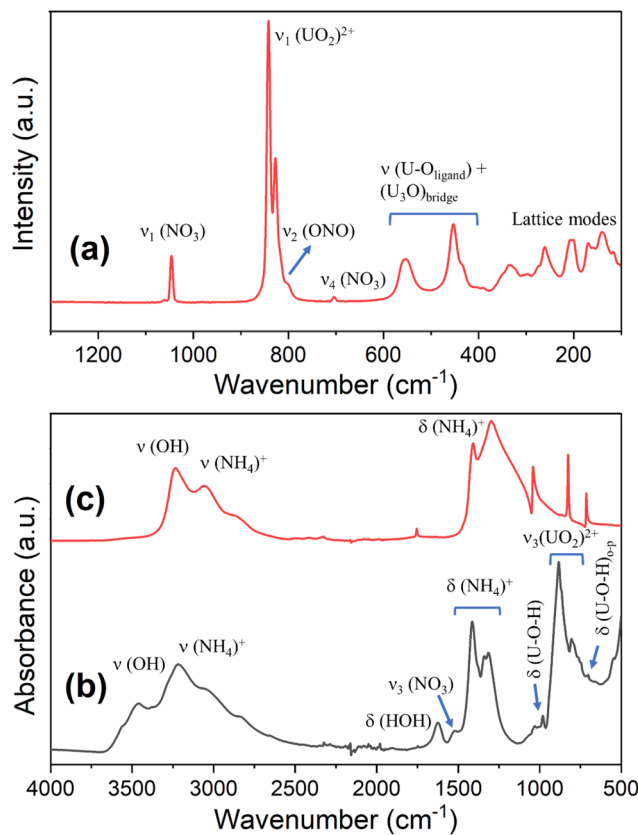 Intensity (a.u.)
ν₁ (UO₂)²⁺
ν (U-O_ligand) +
(U₃O)_bridge
ν₁ (NO₃)
ν₂ (ONO)
ν₄ (NO₃)
Lattice modes
(a)
1200 1000 800 600 400 200
Wavenumber (cm⁻¹)
Absorbance (a.u.)
ν (OH)
ν (NH₄)⁺
δ (NH₄)⁺
(c)
ν₃(UO₂)²⁺
δ (NH₄)⁺
δ (U-O-H)
δ (U-O-H)ₒ₋ₚ
ν (OH)
ν (NH₄)⁺
ν₃ (NO₃)
δ (HOH)
(b)
4000 3500 3000 2500 2000 1500 1000 500
Wavenumber (cm⁻¹)